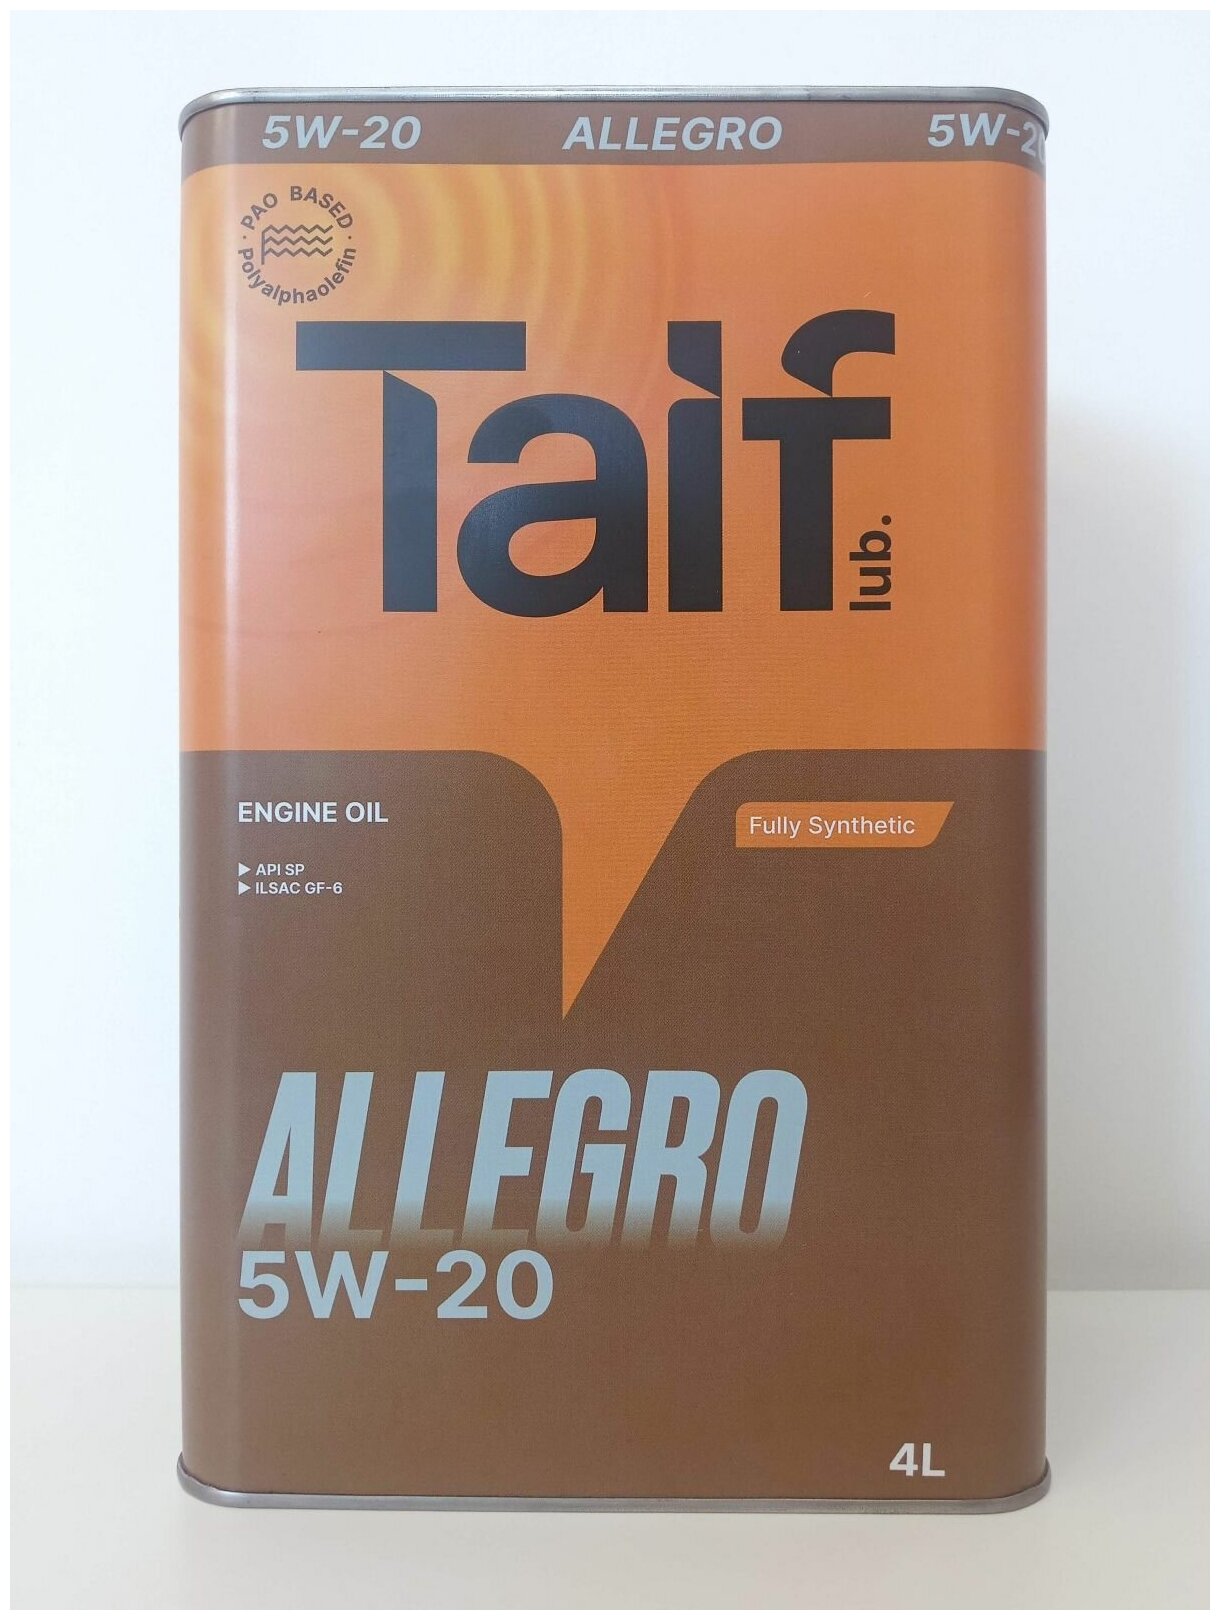 5W-20 ALLEGRO 5W-20
PAO BASED
Polyalphaolefin
Taif
lub.
ENGINE OIL
Fully Synthetic
▶ API SP
▶ ILSAC GF-6
ALLEGRO
5W-20
4L